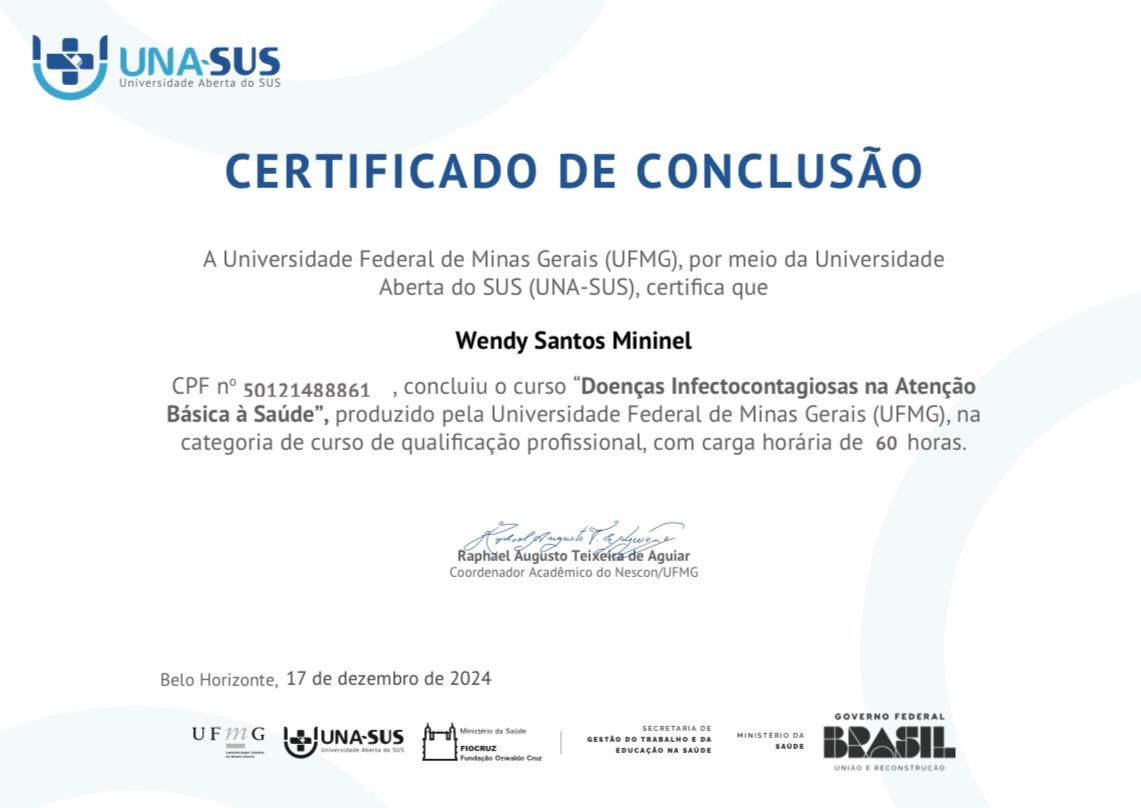 UNA-SUS
Universidade Aberta do SUS
CERTIFICADO DE CONCLUSÃO
A Universidade Federal de Minas Gerais (UFMG), por meio da Universidade
Aberta do SUS (UNA-SUS), certifica que
Wendy Santos Mininel
CPF nº 50121488861 , concluiu o curso “Doenças Infectocontagiosas na Atenção
Básica à Saúde”, produzido pela Universidade Federal de Minas Gerais (UFMG), na
categoria de curso de qualificação profissional, com carga horária de 60 horas.
Raphael Augusto T. de Aguiar
Raphael Augusto Teixeira de Aguiar
Coordenador Acadêmico do Nescon/UFMG
Belo Horizonte, 17 de dezembro de 2024
UFmG
UNIVERSIDADE FEDERAL
DE MINAS GERAIS
UNA-SUS
Universidade Aberta do SUS
Ministério da Saúde
FIOCRUZ
Fundação Oswaldo Cruz
SECRETARIA DE
GESTÃO DO TRABALHO E DA
EDUCAÇÃO NA SAÚDE
MINISTÉRIO DA
SAÚDE
GOVERNO FEDERAL
BRASIL
UNIÃO E RECONSTRUÇÃO